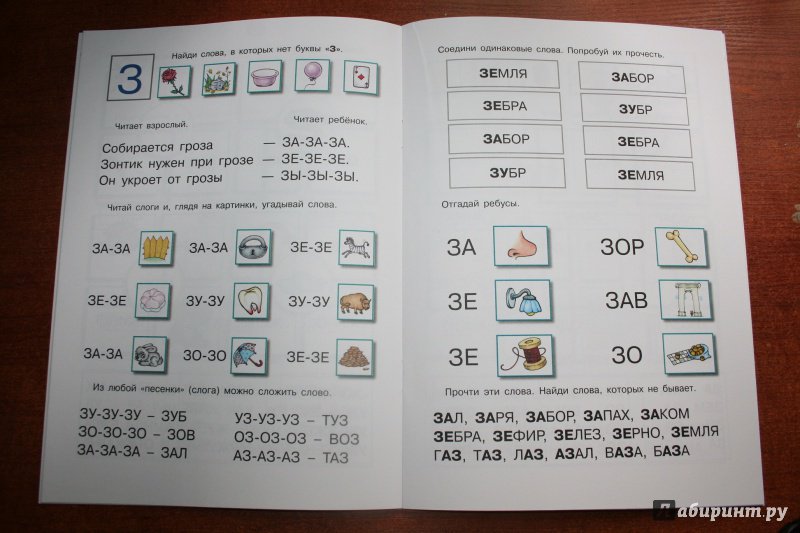 Найди слова, в которых нет буквы «З».
З
Читает взрослый. Читает ребёнок.
Собирается гроза — ЗА-ЗА-ЗА.
Зонтик нужен при грозе — ЗЕ-ЗЕ-ЗЕ.
Он укроет от грозы — ЗЫ-ЗЫ-ЗЫ.
Читай слоги и, глядя на картинки, угадывай слова.
ЗА-ЗА ЗА-ЗА ЗЕ-ЗЕ
ЗЕ-ЗЕ ЗУ-ЗУ ЗУ-ЗУ
ЗА-ЗА ЗО-ЗО ЗЕ-ЗЕ
Из любой "песенки" (слога) можно сложить слово.
ЗУ-ЗУ-ЗУ – ЗУБ УЗ-УЗ-УЗ – ТУЗ
ЗО-ЗО-ЗО – ЗОВ ОЗ-ОЗ-ОЗ – ВОЗ
ЗА-ЗА-ЗА – ЗАЛ АЗ-АЗ-АЗ – ТАЗ
Соедини одинаковые слова. Попробуй их прочесть.
ЗЕМЛЯ ЗАБОР
ЗЕБРА ЗУБР
ЗАБОР ЗЕБРА
ЗУБР ЗЕМЛЯ
Отгадай ребусы.
ЗА ЗОР
ЗЕ ЗАВ
ЗЕ ЗО
Прочти эти слова. Найди слова, которых не бывает.
ЗАЛ, ЗАРЯ, ЗАБОР, ЗАПАХ, ЗАКОМ
ЗЕБРА, ЗЕФИР, ЗЕЛЕЗ, ЗЕРНО, ЗЕМЛЯ
ГАЗ, ТАЗ, ЛАЗ, АЗАЛ, ВАЗА, БАЗА
Лабиринт.ру